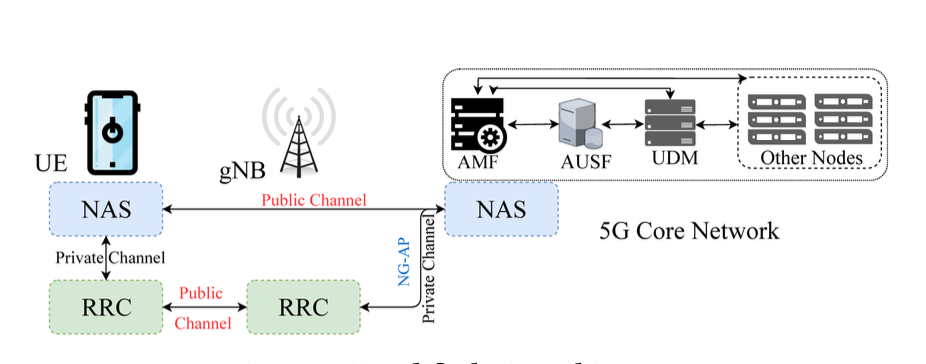 UE
gNB
AMF
AUSF
UDM
Other Nodes
NAS
Public Channel
NAS
5G Core Network
Private Channel
NG-AP
Private Channel
RRC
Public
Channel
RRC